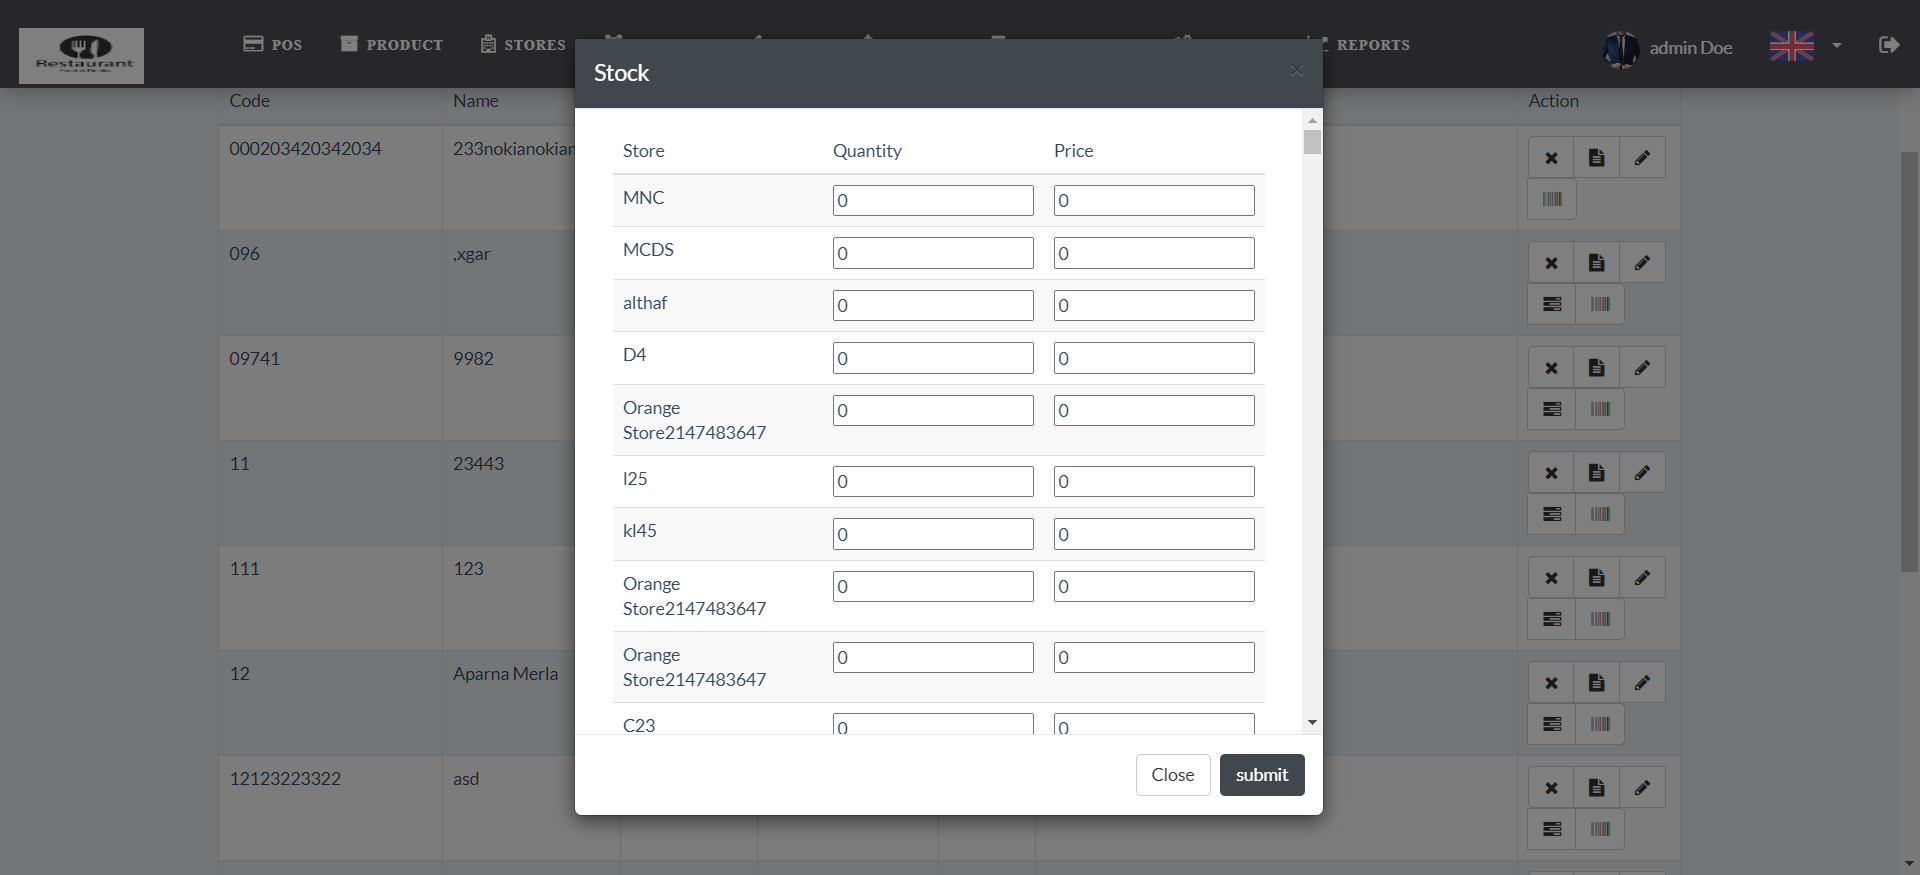 Restaurant
POS
PRODUCT
STORES
REPORTS
admin Doe
Stock
×
Code
Name
Action
000203420342034
233nokianokian
096
,xgar
09741
9982
11
23443
111
123
12
Aparna Merla
12123223322
asd
Store
Quantity
Price
MNC
0
0
MCDS
0
0
althaf
0
0
D4
0
0
Orange
Store2147483647
0
0
l25
0
0
kl45
0
0
Orange
Store2147483647
0
0
Orange
Store2147483647
0
0
C23
0
0
Close
submit